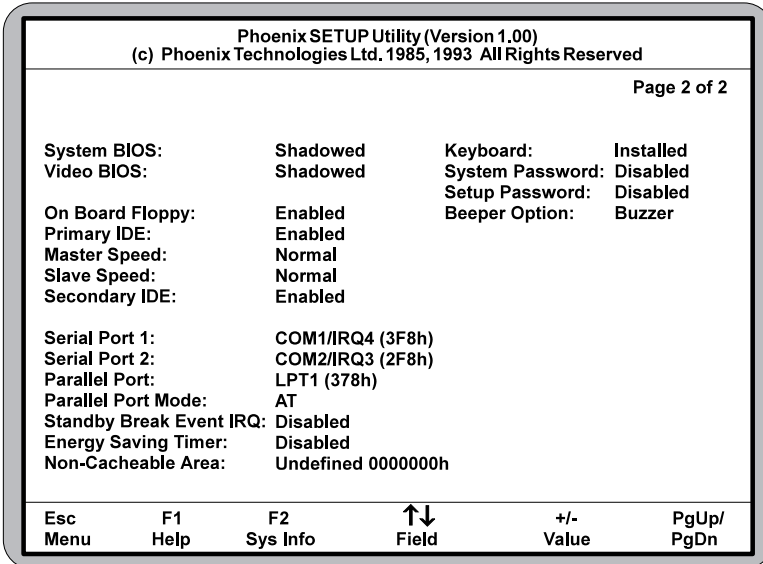 Phoenix SETUP Utility (Version 1.00)
(c) Phoenix Technologies Ltd. 1985, 1993 All Rights Reserved
Page 2 of 2
System BIOS: Shadowed Keyboard: Installed
Video BIOS: Shadowed System Password: Disabled
Setup Password: Disabled
On Board Floppy: Enabled Beeper Option: Buzzer
Primary IDE: Enabled
Master Speed: Normal
Slave Speed: Normal
Secondary IDE: Enabled
Serial Port 1: COM1/IRQ4 (3F8h)
Serial Port 2: COM2/IRQ3 (2F8h)
Parallel Port: LPT1 (378h)
Parallel Port Mode: AT
Standby Break Event IRQ: Disabled
Energy Saving Timer: Disabled
Non-Cacheable Area: Undefined 0000000h
Esc F1 F2 ↑↓ +/- PgUp/
Menu Help Sys Info Field Value PgDn